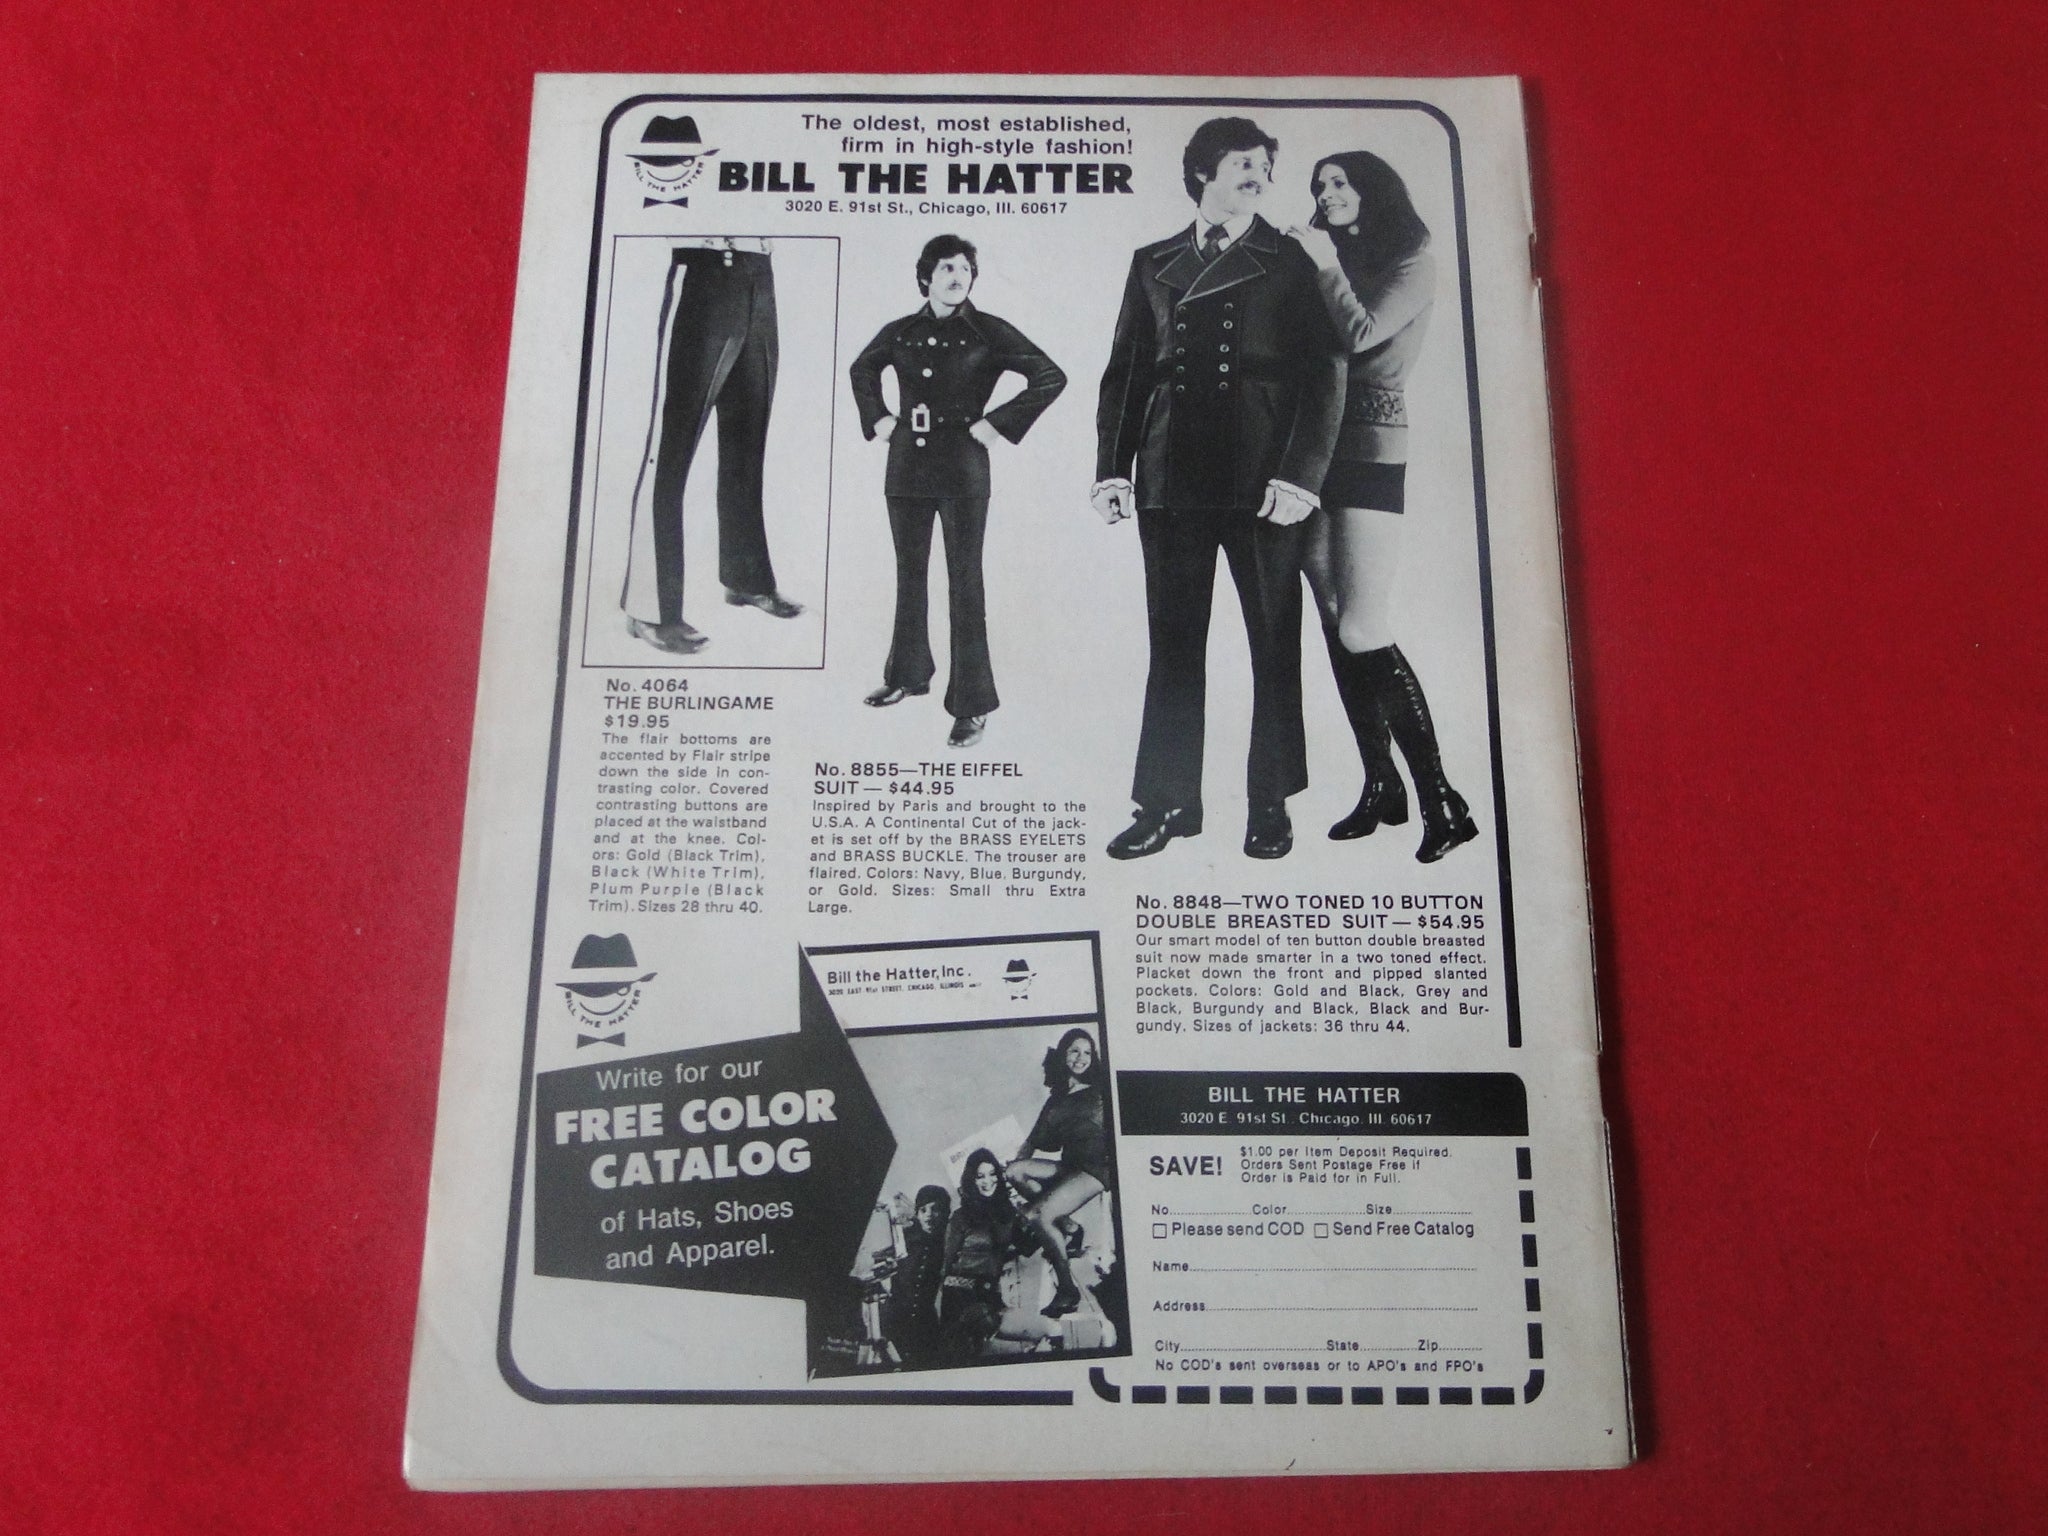 The oldest, most established,
firm in high-style fashion!
BILL THE HATTER
3020 E. 91st St., Chicago, Ill. 60617
BILL THE HATTER
No. 4064
THE BURLINGAME
$19.95
The flair bottoms are
accented by Flair stripe
down the side in con-
trasting color. Covered
contrasting buttons are
placed at the waistband
and at the knee. Col-
ors: Gold (Black Trim),
Black (White Trim),
Plum Purple (Black
Trim). Sizes 28 thru 40.
No. 8855—THE EIFFEL
SUIT — $44.95
Inspired by Paris and brought to the
U.S.A. A Continental Cut of the jack-
et is set off by the BRASS EYELETS
and BRASS BUCKLE. The trouser are
flaired. Colors: Navy, Blue, Burgundy,
or Gold. Sizes: Small thru Extra
Large.
No. 8848—TWO TONED 10 BUTTON
DOUBLE BREASTED SUIT — $54.95
Our smart model of ten button double breasted
suit now made smarter in a two toned effect.
Placket down the front and pipped slanted
pockets. Colors: Gold and Black, Grey and
Black, Burgundy and Black, Black and Bur-
gundy. Sizes of jackets: 36 thru 44.
BILL THE HATTER
Write for our
FREE COLOR
CATALOG
of Hats, Shoes
and Apparel.
Bill the Hatter, Inc.
3020 EAST 91st STREET, CHICAGO, ILLINOIS
BILL THE HATTER
3020 E. 91st St. Chicago, Ill. 60617
SAVE!
$1.00 per Item Deposit Required.
Orders Sent Postage Free if
Order is Paid for in Full.
No.............Color.............Size.............
□ Please send COD □ Send Free Catalog
Name.............
Address.............
City.............State.............Zip.............
No COD's sent overseas or to APO's and FPO's